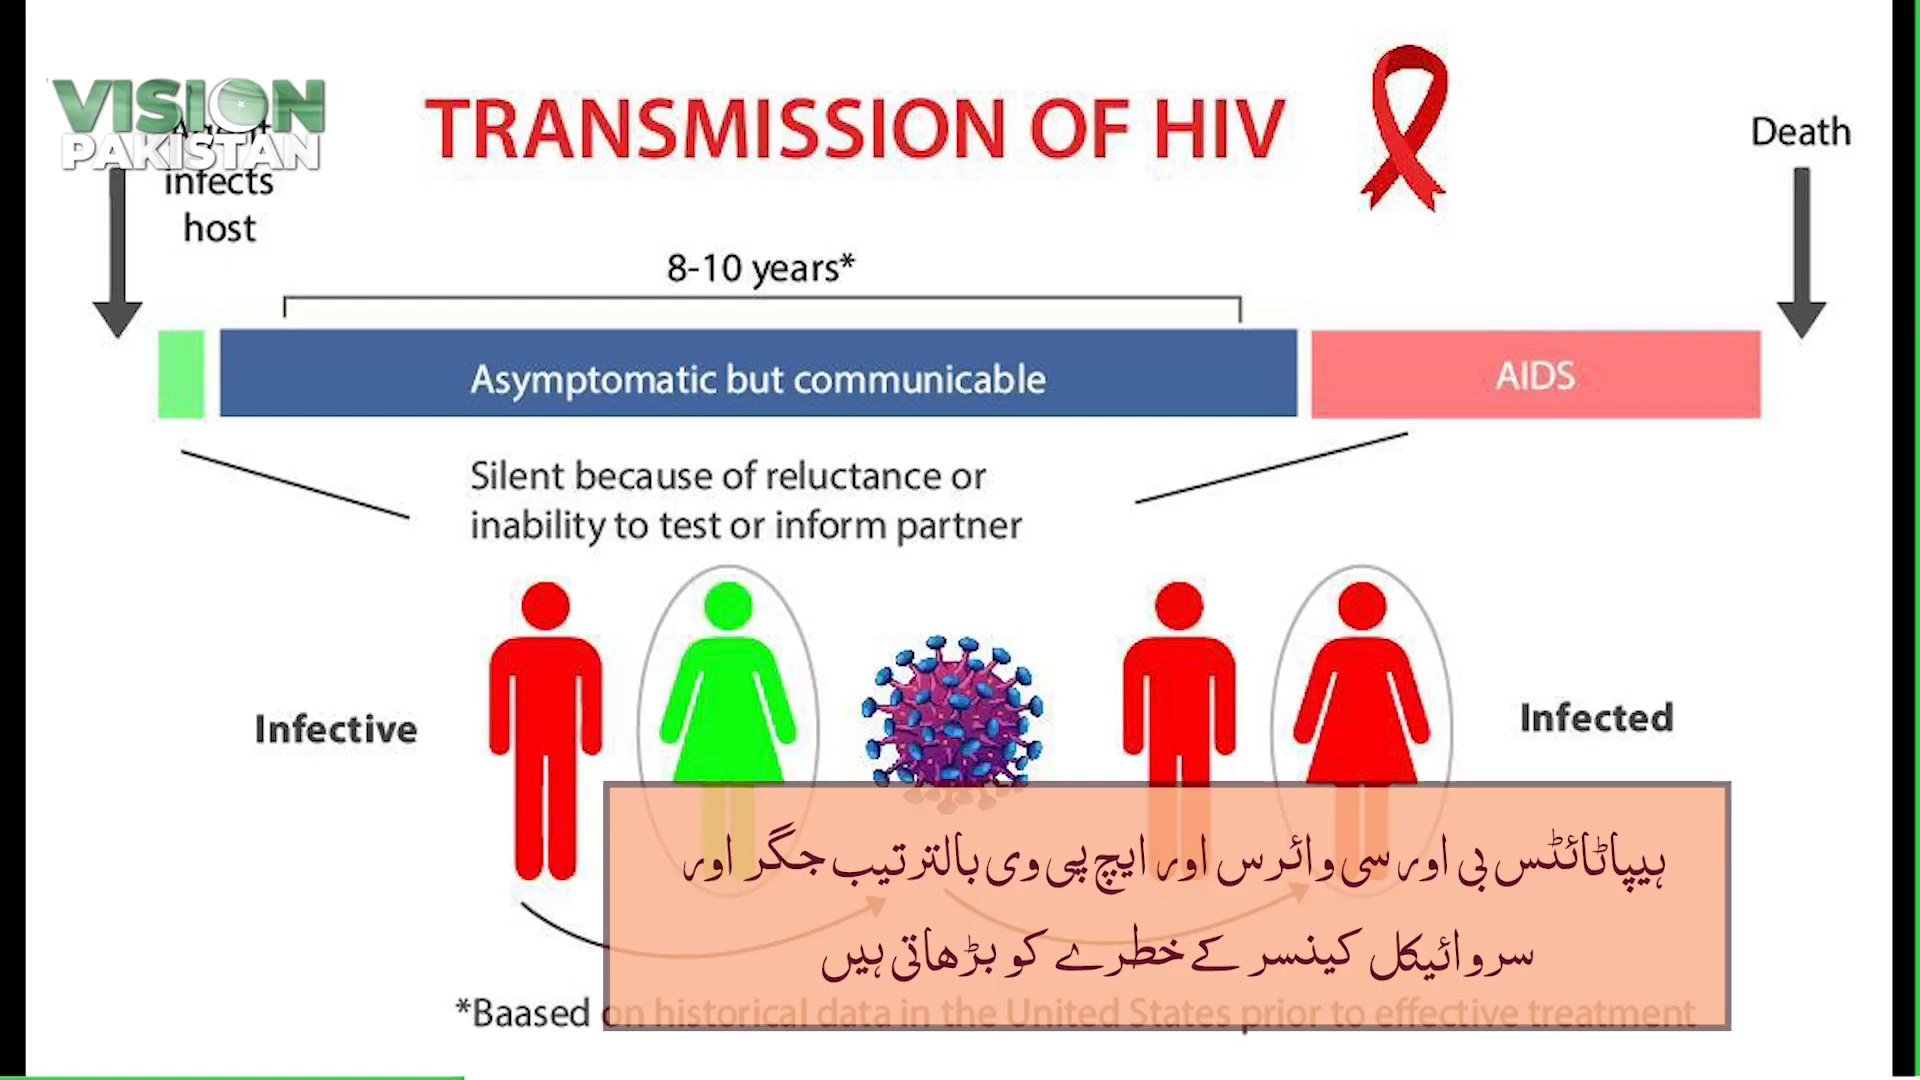 VISION
PAKISTAN
infects
host
TRANSMISSION OF HIV
Death
8-10 years*
Asymptomatic but communicable
AIDS
Silent because of reluctance or
inability to test or inform partner
Infective
Infected
ہیپاٹائٹس بی اور سی وائرس اور ایچ پی وی بالترتیب جگر اور
سروائیکل کینسر کے خطرے کو بڑھاتی ہیں
*Baased on historical data in the United States prior to effective treatment